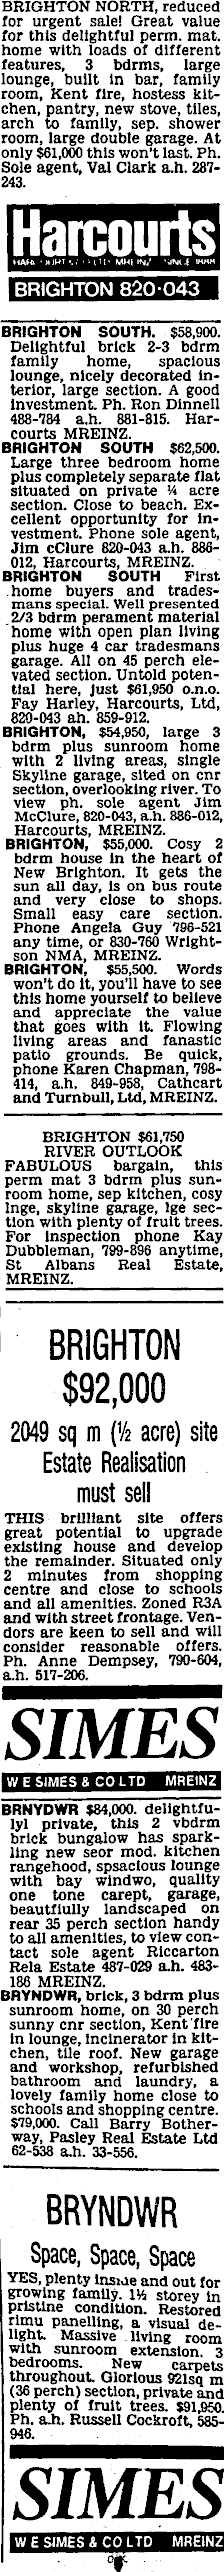 BRIGHTON NORTH, reduced
for urgent sale! Great value
for this delightful perm. mat.
home with loads of different
features, 3 bdrms, large
lounge, built in bar, family
room, Kent fire, hostess kit-
chen, pantry, new stove, tiles,
arch to family, sep. shower
room, large double garage. At
only $61,000 this won't last. Ph.
Sole agent, Val Clark a.h. 287-
243.
Harcourts
HARCOURTS & CO LTD MREINZ SINCE 1888
BRIGHTON 820-043
BRIGHTON SOUTH. $58,900.
Delightful brick 2-3 bdrm
family home, spacious
lounge, nicely decorated in-
terior, large section. A good
investment. Ph. Ron Dinnell
488-784 a.h. 881-815. Har-
courts MREINZ.
BRIGHTON SOUTH $62,500.
Large three bedroom home
plus completely separate flat
situated on private ¼ acre
section. Close to beach. Ex-
cellent opportunity for in-
vestment. Phone sole agent,
Jim cClure 820-043 a.h. 886-
012, Harcourts, MREINZ.
BRIGHTON SOUTH First
home buyers and trades-
mans special. Well presented
2/3 bdrm perament material
home with open plan living
plus huge 4 car tradesmans
garage. All on 45 perch ele-
vated section. Untold poten-
tial here, just $61,950 o.n.o.
Fay Harley, Harcourts, Ltd,
820-043 ah. 859-912.
BRIGHTON, $54,950, large 3
bdrm plus sunroom home
with 2 living areas, single
Skyline garage, sited on cnr
section, overlooking river. To
view ph. sole agent Jim
McClure, 820-043, a.h. 886-012,
Harcourts, MREINZ.
BRIGHTON, $55,000. Cosy 2
bdrm house in the heart of
New Brighton. It gets the
sun all day, is on bus route
and very close to shops.
Small easy care section.
Phone Angela Guy 796-521
any time, or 830-760 Wright-
son NMA, MREINZ.
BRIGHTON, $55,500. Words
won't do it, you'll have to see
this home yourself to believe
and appreciate the value
that goes with it. Flowing
living areas and fanastic
patio grounds. Be quick,
phone Karen Chapman, 798-
414, a.h. 849-958, Cathcart
and Turnbull, Ltd, MREINZ.
BRIGHTON $61,750
RIVER OUTLOOK
FABULOUS bargain, this
perm mat 3 bdrm plus sun-
room home, sep kitchen, cosy
lnge, skyline garage, lge sec-
tion with plenty of fruit trees.
For inspection phone Kay
Dubbleman, 799-896 anytime,
St Albans Real Estate,
MREINZ.
BRIGHTON
$92,000
2049 sq m (½ acre) site
Estate Realisation
must sell
THIS brilliant site offers
great potential to upgrade
existing house and develop
the remainder. Situated only
2 minutes from shopping
centre and close to schools
and all amenities. Zoned R3A
and with street frontage. Ven-
dors are keen to sell and will
consider reasonable offers.
Ph. Anne Dempsey, 790-604,
a.h. 517-206.
SIMES
W E SIMES & CO LTD MREINZ
BRNYDWR $84,000. delightfu-
lyl private, this 2 vbdrm
brick bungalow has spark-
ling new seor mod. kitchen
rangehood, spsacious lounge
with bay windwo, quality
one tone carept, garage,
beautfiully landscaped on
rear 35 perch section handy
to all amenities, to view con-
tact sole agent Riccarton
Rela Estate 487-029 a.h. 483-
186 MREINZ.
BRYNDWR, brick, 3 bdrm plus
sunroom home, on 30 perch
sunny cnr section, Kent fire
in lounge, incinerator in kit-
chen, tile roof. New garage
and workshop, refurbished
bathroom and laundry, a
lovely family home close to
schools and shopping centre.
$79,000. Call Barry Bother-
way, Pasley Real Estate Ltd
62-538 a.h. 33-556.
BRYNDWR
Space, Space, Space
YES, plenty inside and out for
growing family. 1½ storey in
pristine condition. Restored
rimu panelling, a visual de-
light. Massive living room
with sunroom extension. 3
bedrooms. New carpets
throughout. Glorious 921sq m
(36 perch) section, private and
plenty of fruit trees. $91,950.
Ph. a.h. Russell Cockroft, 585-
946.
SIMES
W E SIMES & CO LTD MREINZ